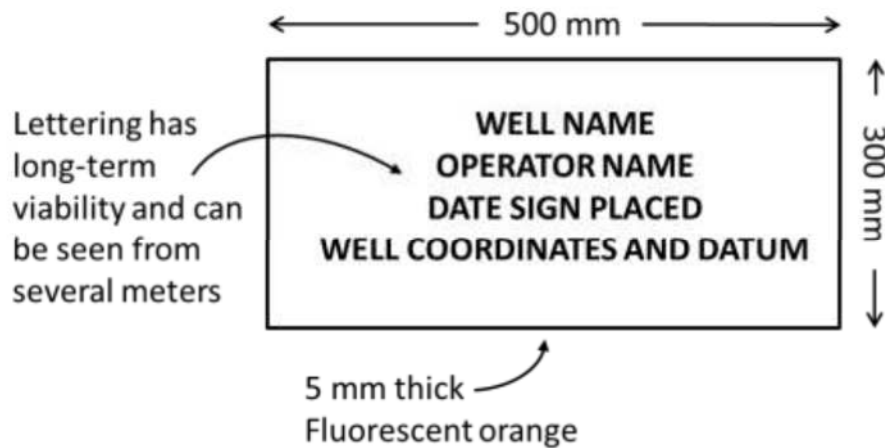 500 mm
300 mm
Lettering has
long-term
viability and can
be seen from
several meters
WELL NAME
OPERATOR NAME
DATE SIGN PLACED
WELL COORDINATES AND DATUM
5 mm thick
Fluorescent orange